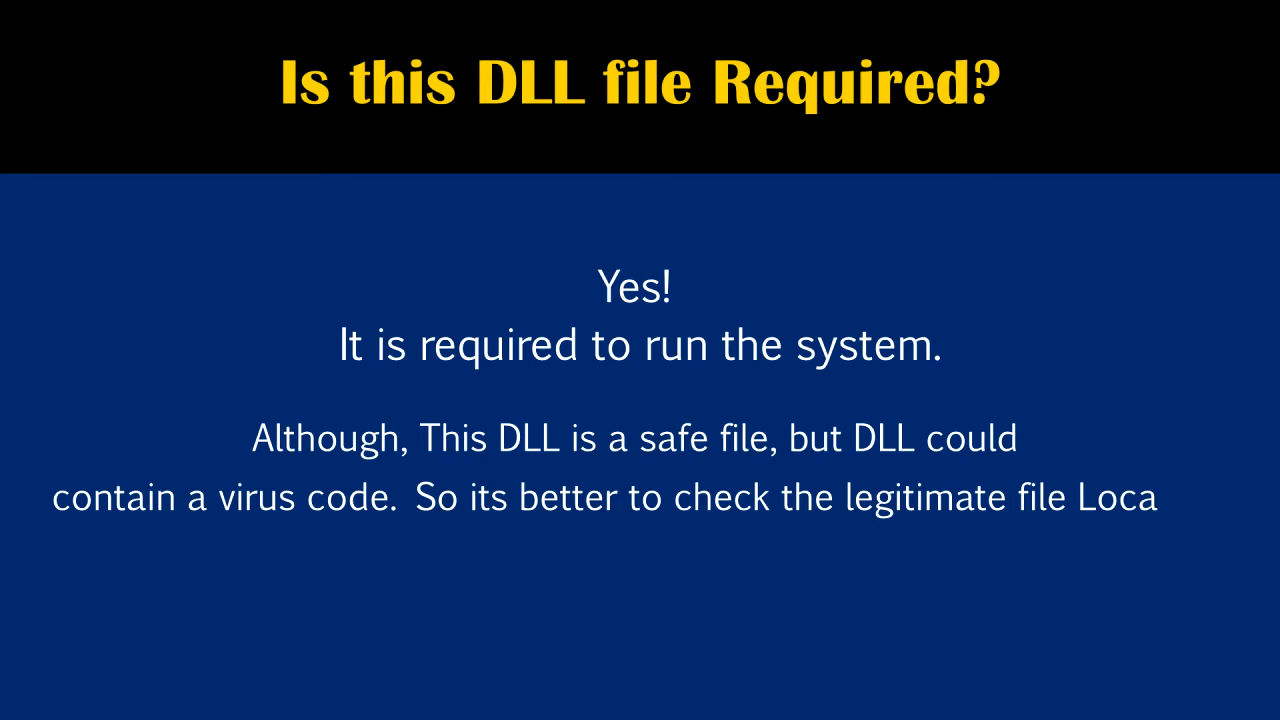 Is this DLL file Required?
Yes!
It is required to run the system.
Although, This DLL is a safe file, but DLL could
contain a virus code. So its better to check the legitimate file Loca